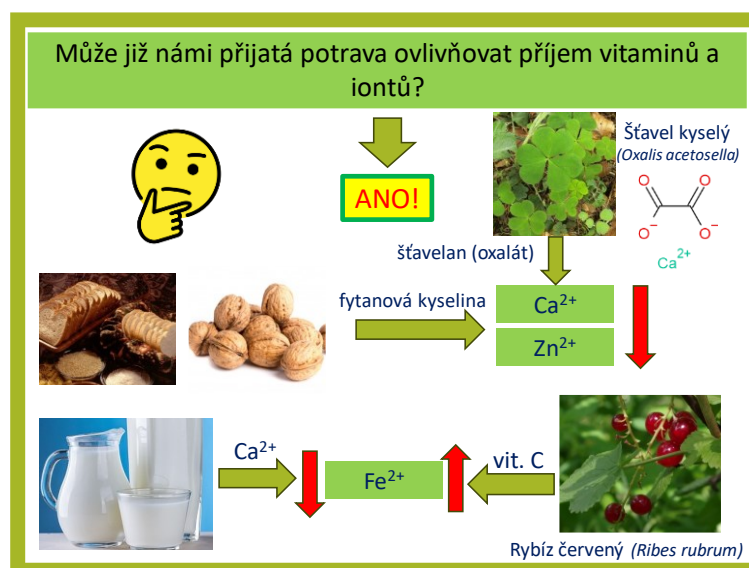 Může již námi přijatá potrava ovlivňovat příjem vitaminů a
iontů?
ANO!
Šťavel kyselý
(Oxalis acetosella)
O O
O⁻ O⁻
Ca²⁺
šťavelan (oxalát)
fytanová kyselina
Ca²⁺
Zn²⁺
Ca²⁺
Fe²⁺
vit. C
Rybíz červený (Ribes rubrum)